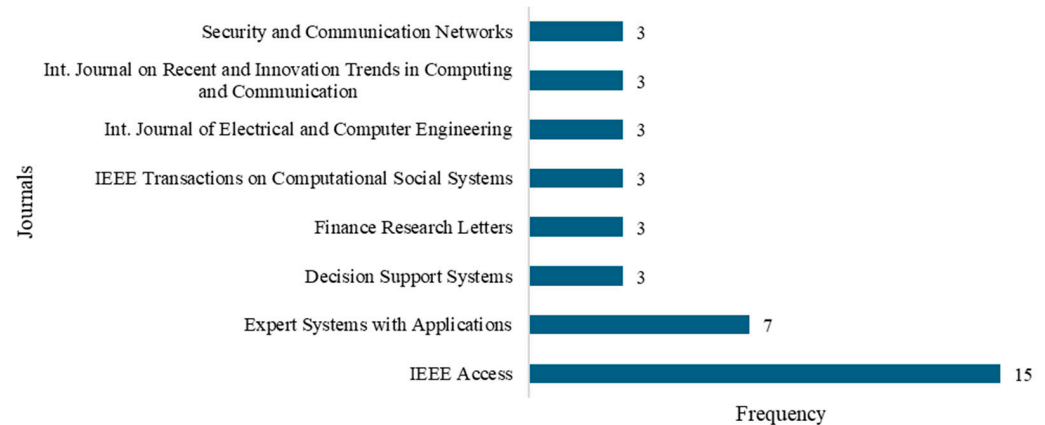 Security and Communication Networks 3
Int. Journal on Recent and Innovation Trends in Computing
and Communication 3
Int. Journal of Electrical and Computer Engineering 3
IEEE Transactions on Computational Social Systems 3
Journals
Finance Research Letters 3
Decision Support Systems 3
Expert Systems with Applications 7
IEEE Access 15
Frequency